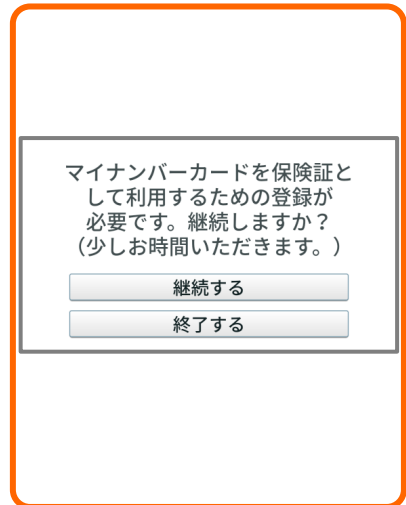 マイナンバーカードを保険証と
して利用するための登録が
必要です。継続しますか？
（少しお時間いただきます。）
継続する
終了する